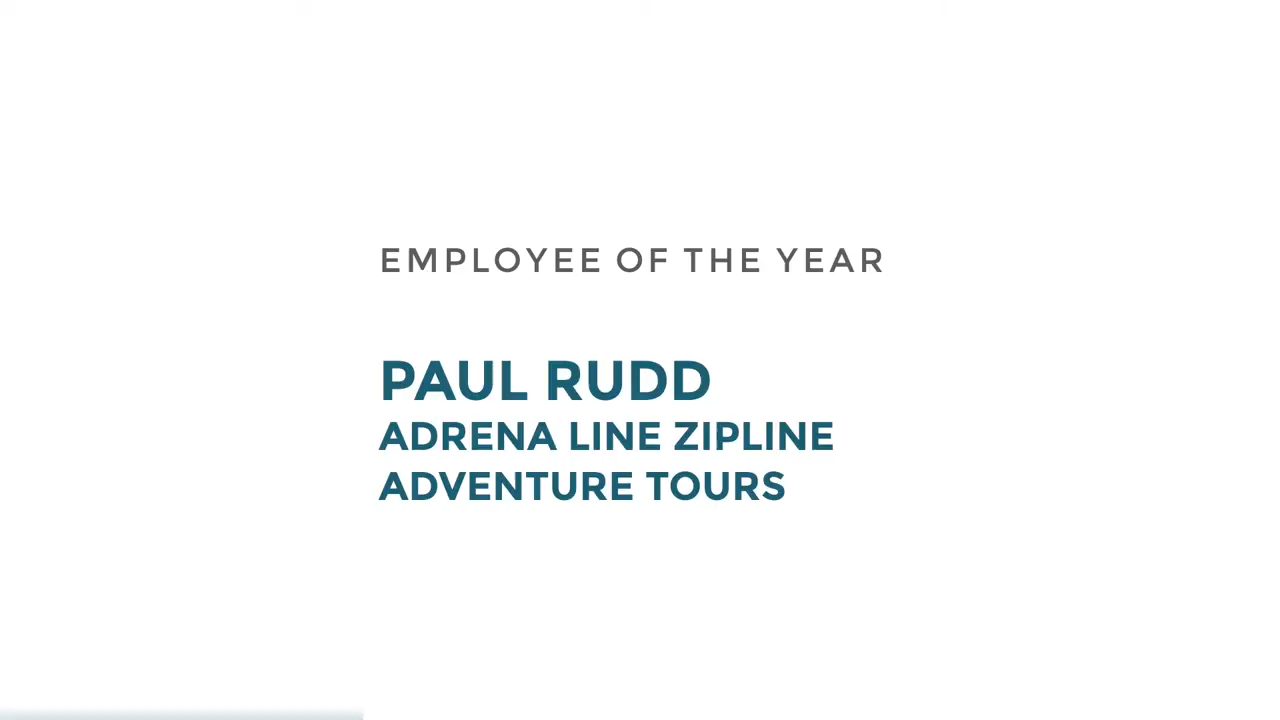 EMPLOYEE OF THE YEAR
PAUL RUDD
ADRENA LINE ZIPLINE
ADVENTURE TOURS